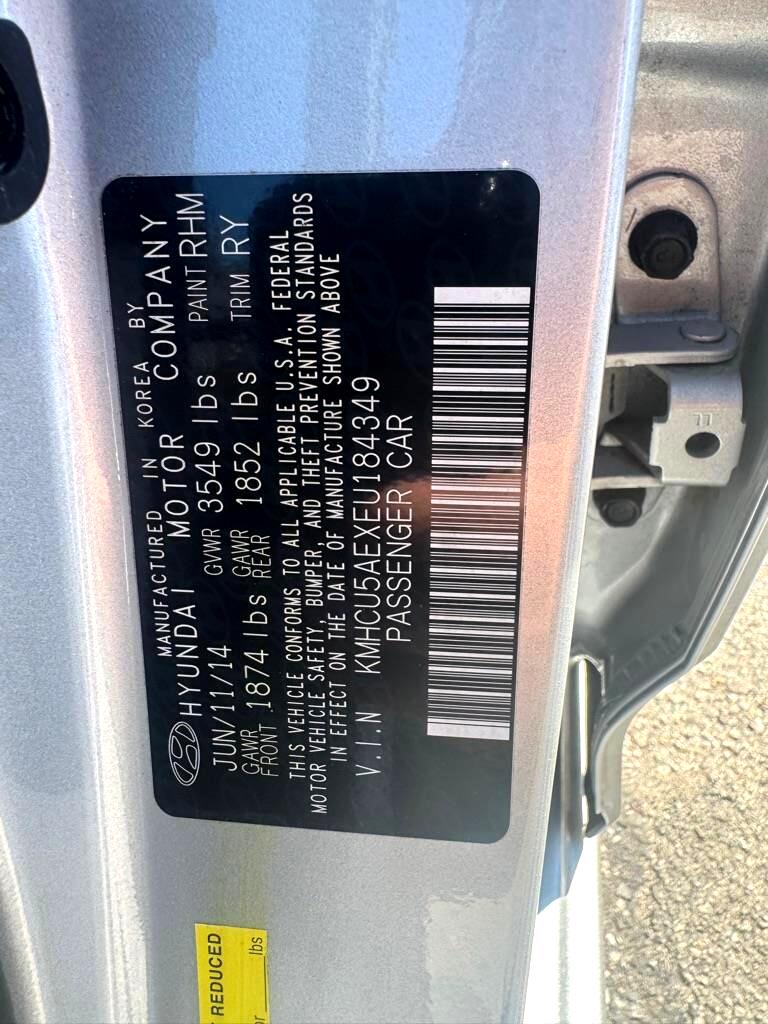 MANUFACTURED IN KOREA BY
HYUNDAI MOTOR COMPANY
JUN/11/14 GVWR 3549 lbs PAINT RHM
GAWR FRONT 1874 lbs GAWR REAR 1852 lbs TRIM RY
THIS VEHICLE CONFORMS TO ALL APPLICABLE U.S.A. FEDERAL
MOTOR VEHICLE SAFETY, BUMPER, AND THEFT PREVENTION STANDARDS
IN EFFECT ON THE DATE OF MANUFACTURE SHOWN ABOVE
V.I.N KMHCU5AEXEU184349
PASSENGER CAR
REDUCED
lbs
11